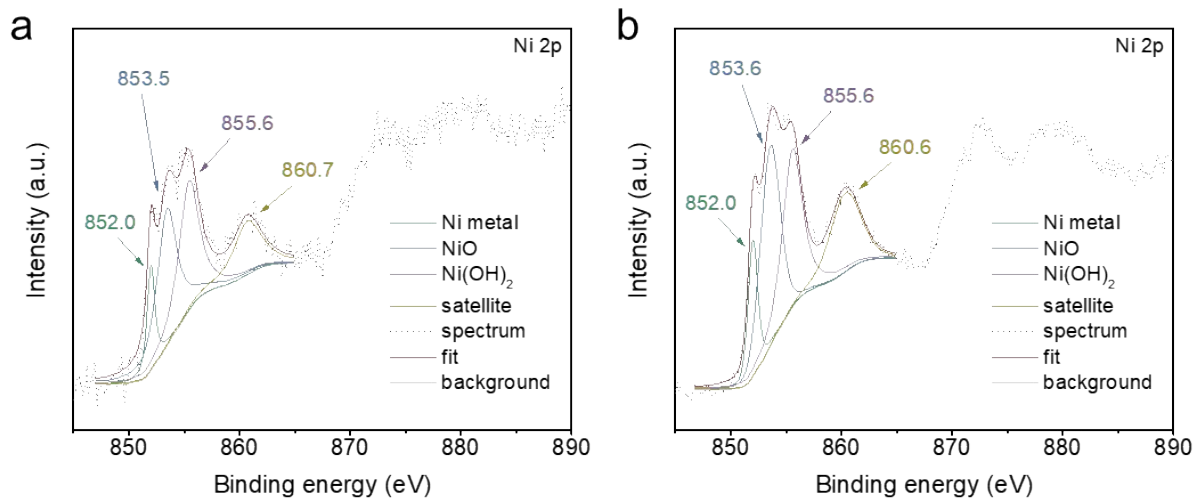 a
Ni 2p
853.5
855.6
860.7
852.0
Ni metal
NiO
Ni(OH)₂
satellite
spectrum
fit
background
Intensity (a.u.)
850 860 870 880 890
Binding energy (eV)
b
Ni 2p
853.6
855.6
860.6
852.0
Ni metal
NiO
Ni(OH)₂
satellite
spectrum
fit
background
Intensity (a.u.)
850 860 870 880 890
Binding energy (eV)